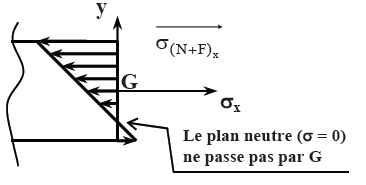 y
σ(N+F)x
G
σx
Le plan neutre (σ = 0)
ne passe pas par G